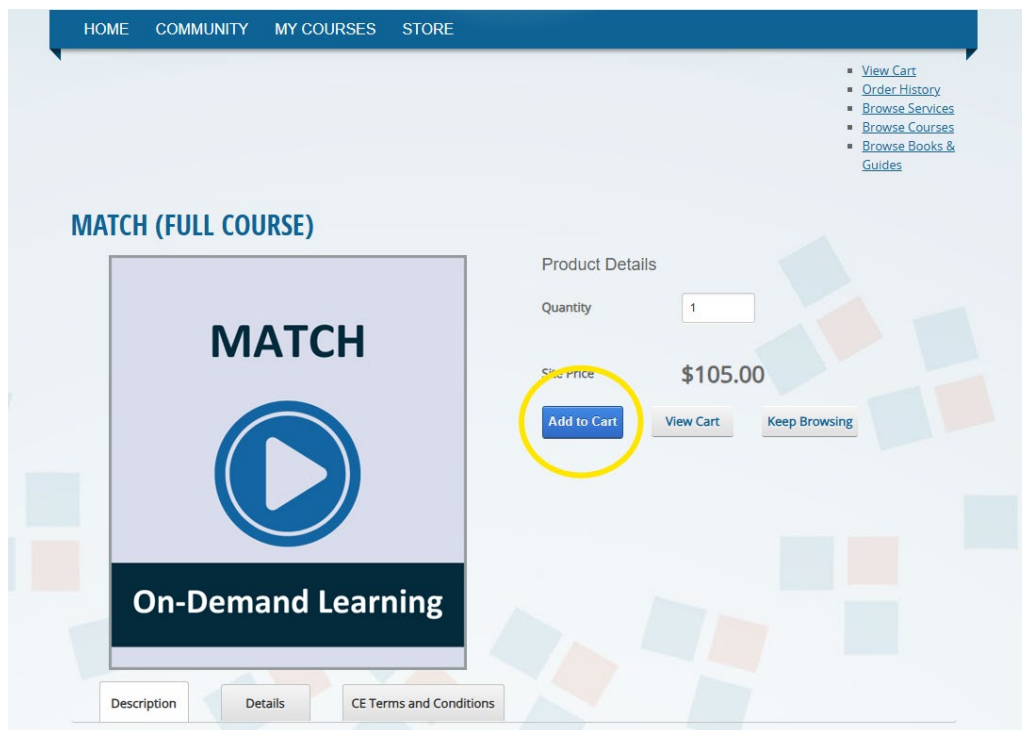 HOME COMMUNITY MY COURSES STORE
View Cart
Order History
Browse Services
Browse Courses
Browse Books &
Guides
MATCH (FULL COURSE)
MATCH
On-Demand Learning
Product Details
Quantity 1
Site Price $105.00
Add to Cart View Cart Keep Browsing
Description Details CE Terms and Conditions